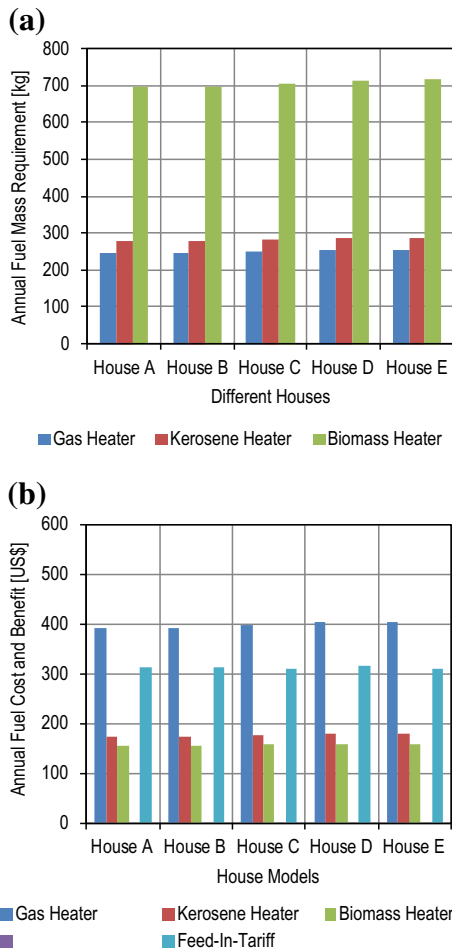 (a)
Annual Fuel Mass Requirement [kg]
800
700
600
500
400
300
200
100
0
House A House B House C House D House E
Different Houses
Gas Heater Kerosene Heater Biomass Heater
(b)
Annual Fuel Cost and Benefit [US$]
600
500
400
300
200
100
0
House A House B House C House D House E
House Models
Gas Heater Kerosene Heater Biomass Heater
Feed-In-Tariff